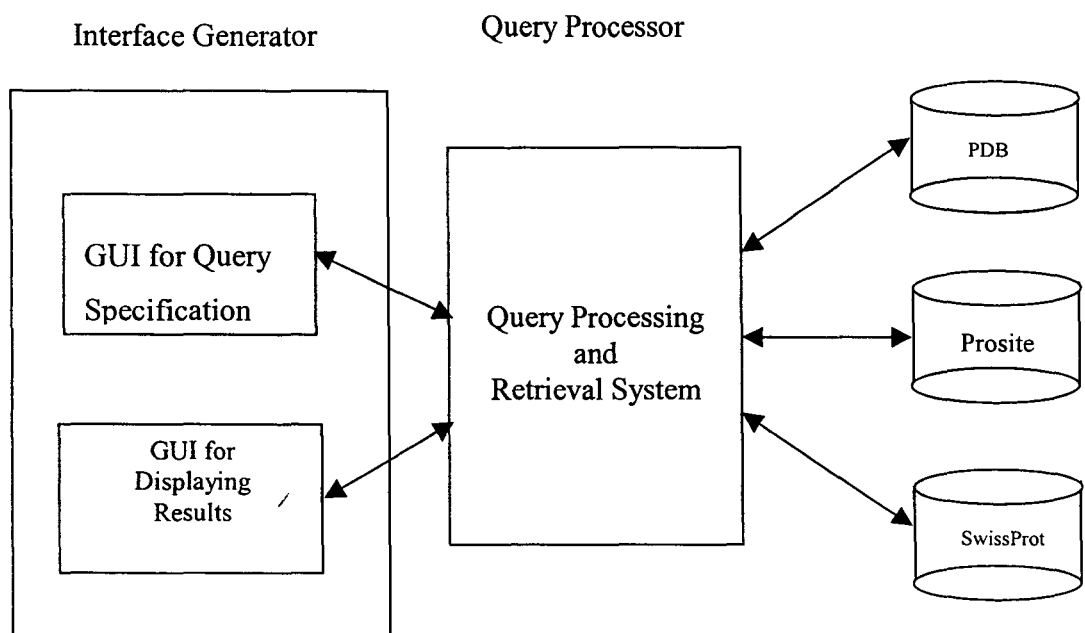 Interface Generator
Query Processor
GUI for Query
Specification
GUI for
Displaying
Results
Query Processing
and
Retrieval System
PDB
Prosite
SwissProt